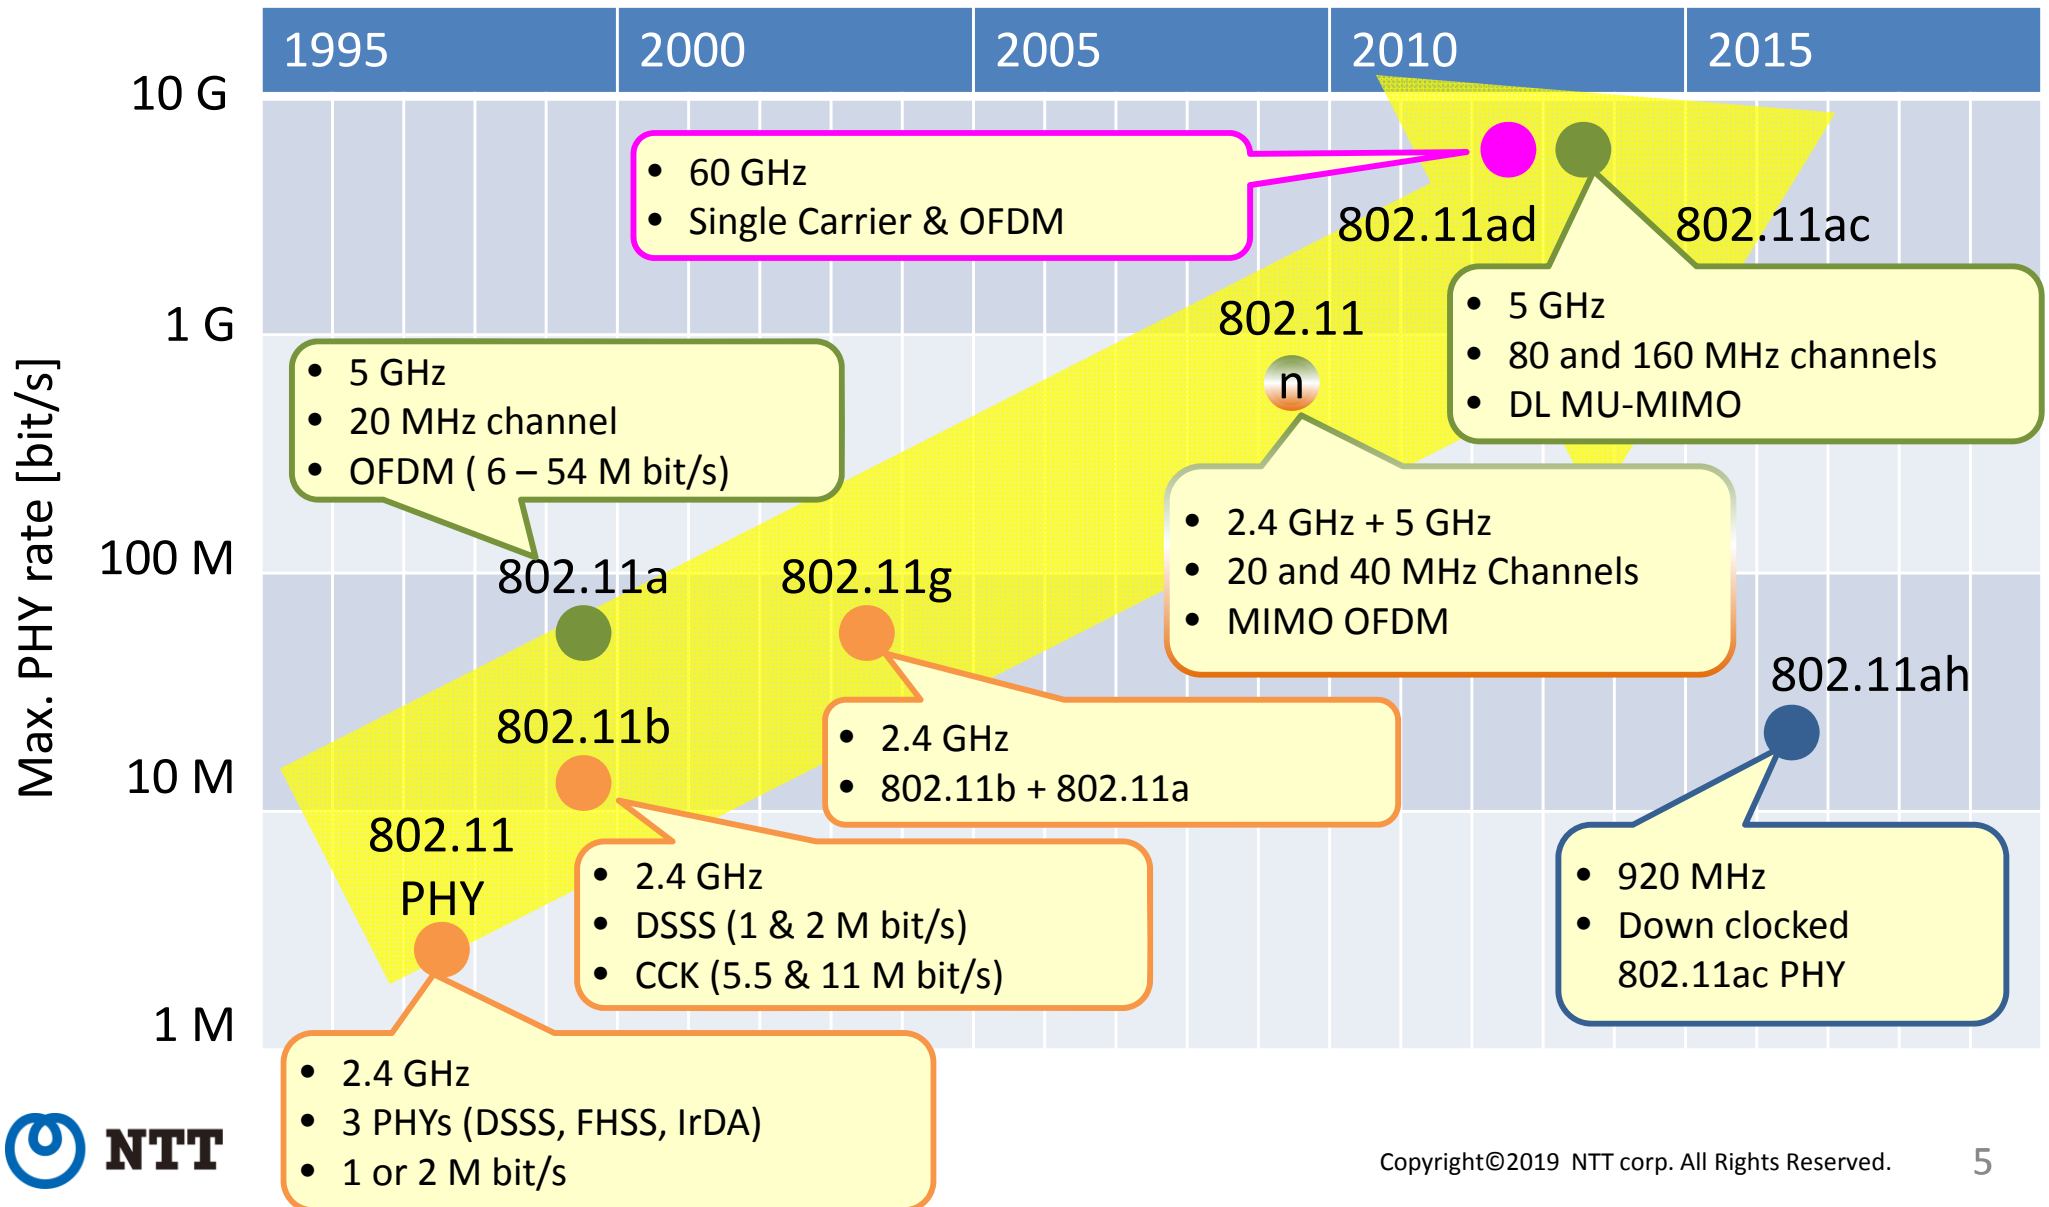 1995 2000 2005 2010 2015
10 G
1 G
100 M
10 M
1 M
Max. PHY rate [bit/s]
• 60 GHz
• Single Carrier & OFDM
802.11ad
802.11ac
• 5 GHz
• 80 and 160 MHz channels
• DL MU-MIMO
802.11
n
• 5 GHz
• 20 MHz channel
• OFDM ( 6 – 54 M bit/s)
802.11a
802.11g
• 2.4 GHz + 5 GHz
• 20 and 40 MHz Channels
• MIMO OFDM
802.11b
• 2.4 GHz
• 802.11b + 802.11a
802.11ah
802.11
PHY
• 2.4 GHz
• DSSS (1 & 2 M bit/s)
• CCK (5.5 & 11 M bit/s)
• 920 MHz
• Down clocked
802.11ac PHY
• 2.4 GHz
• 3 PHYs (DSSS, FHSS, IrDA)
• 1 or 2 M bit/s
NTT
Copyright©2019 NTT corp. All Rights Reserved.
5